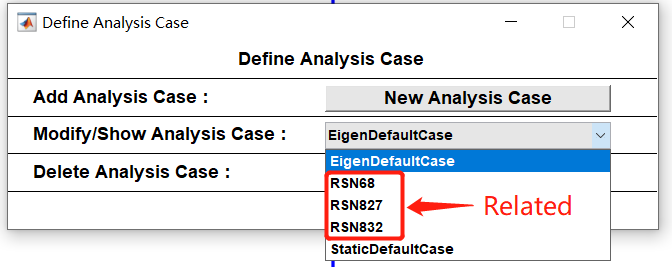 Define Analysis Case
Define Analysis Case
Add Analysis Case :
New Analysis Case
Modify/Show Analysis Case :
EigenDefaultCase
Delete Analysis Case :
EigenDefaultCase
RSN68
RSN827
RSN832
StaticDefaultCase
Related